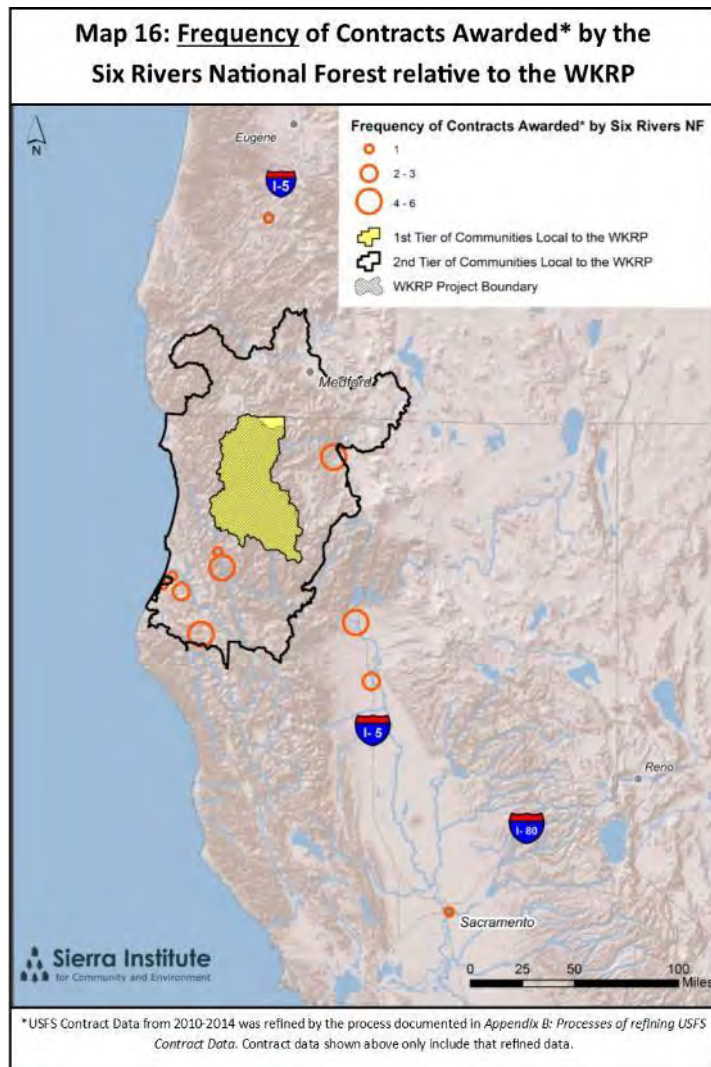 Map 16: Frequency of Contracts Awarded* by the
Six Rivers National Forest relative to the WKRP
N
Eugene
I-5
Frequency of Contracts Awarded* by Six Rivers NF
1
2 - 3
4 - 6
1st Tier of Communities Local to the WKRP
2nd Tier of Communities Local to the WKRP
WKRP Project Boundary
Medford
I- 5
Reno
I- 80
Sacramento
Sierra Institute
for Community and Environment
0 25 50 100
Miles
*USFS Contract Data from 2010-2014 was refined by the process documented in Appendix B: Processes of refining USFS
Contract Data. Contract data shown above only include that refined data.